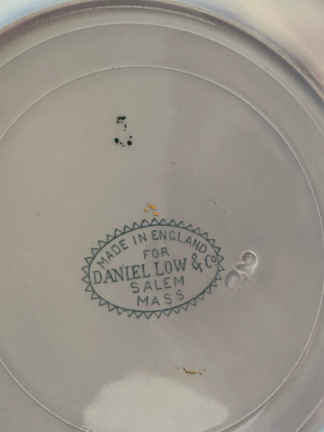 MADE IN ENGLAND
FOR
DANIEL LOW & Co
SALEM
MASS